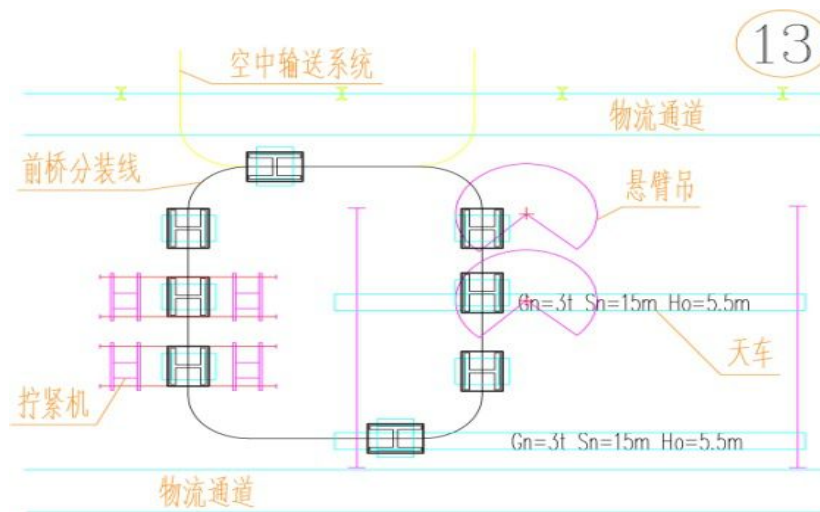 13
空中输送系统
物流通道
前桥分装线
悬臂吊
Gn=3t Sn=15m Ho=5.5m
天车
拧紧机
Gn=3t Sn=15m Ho=5.5m
物流通道